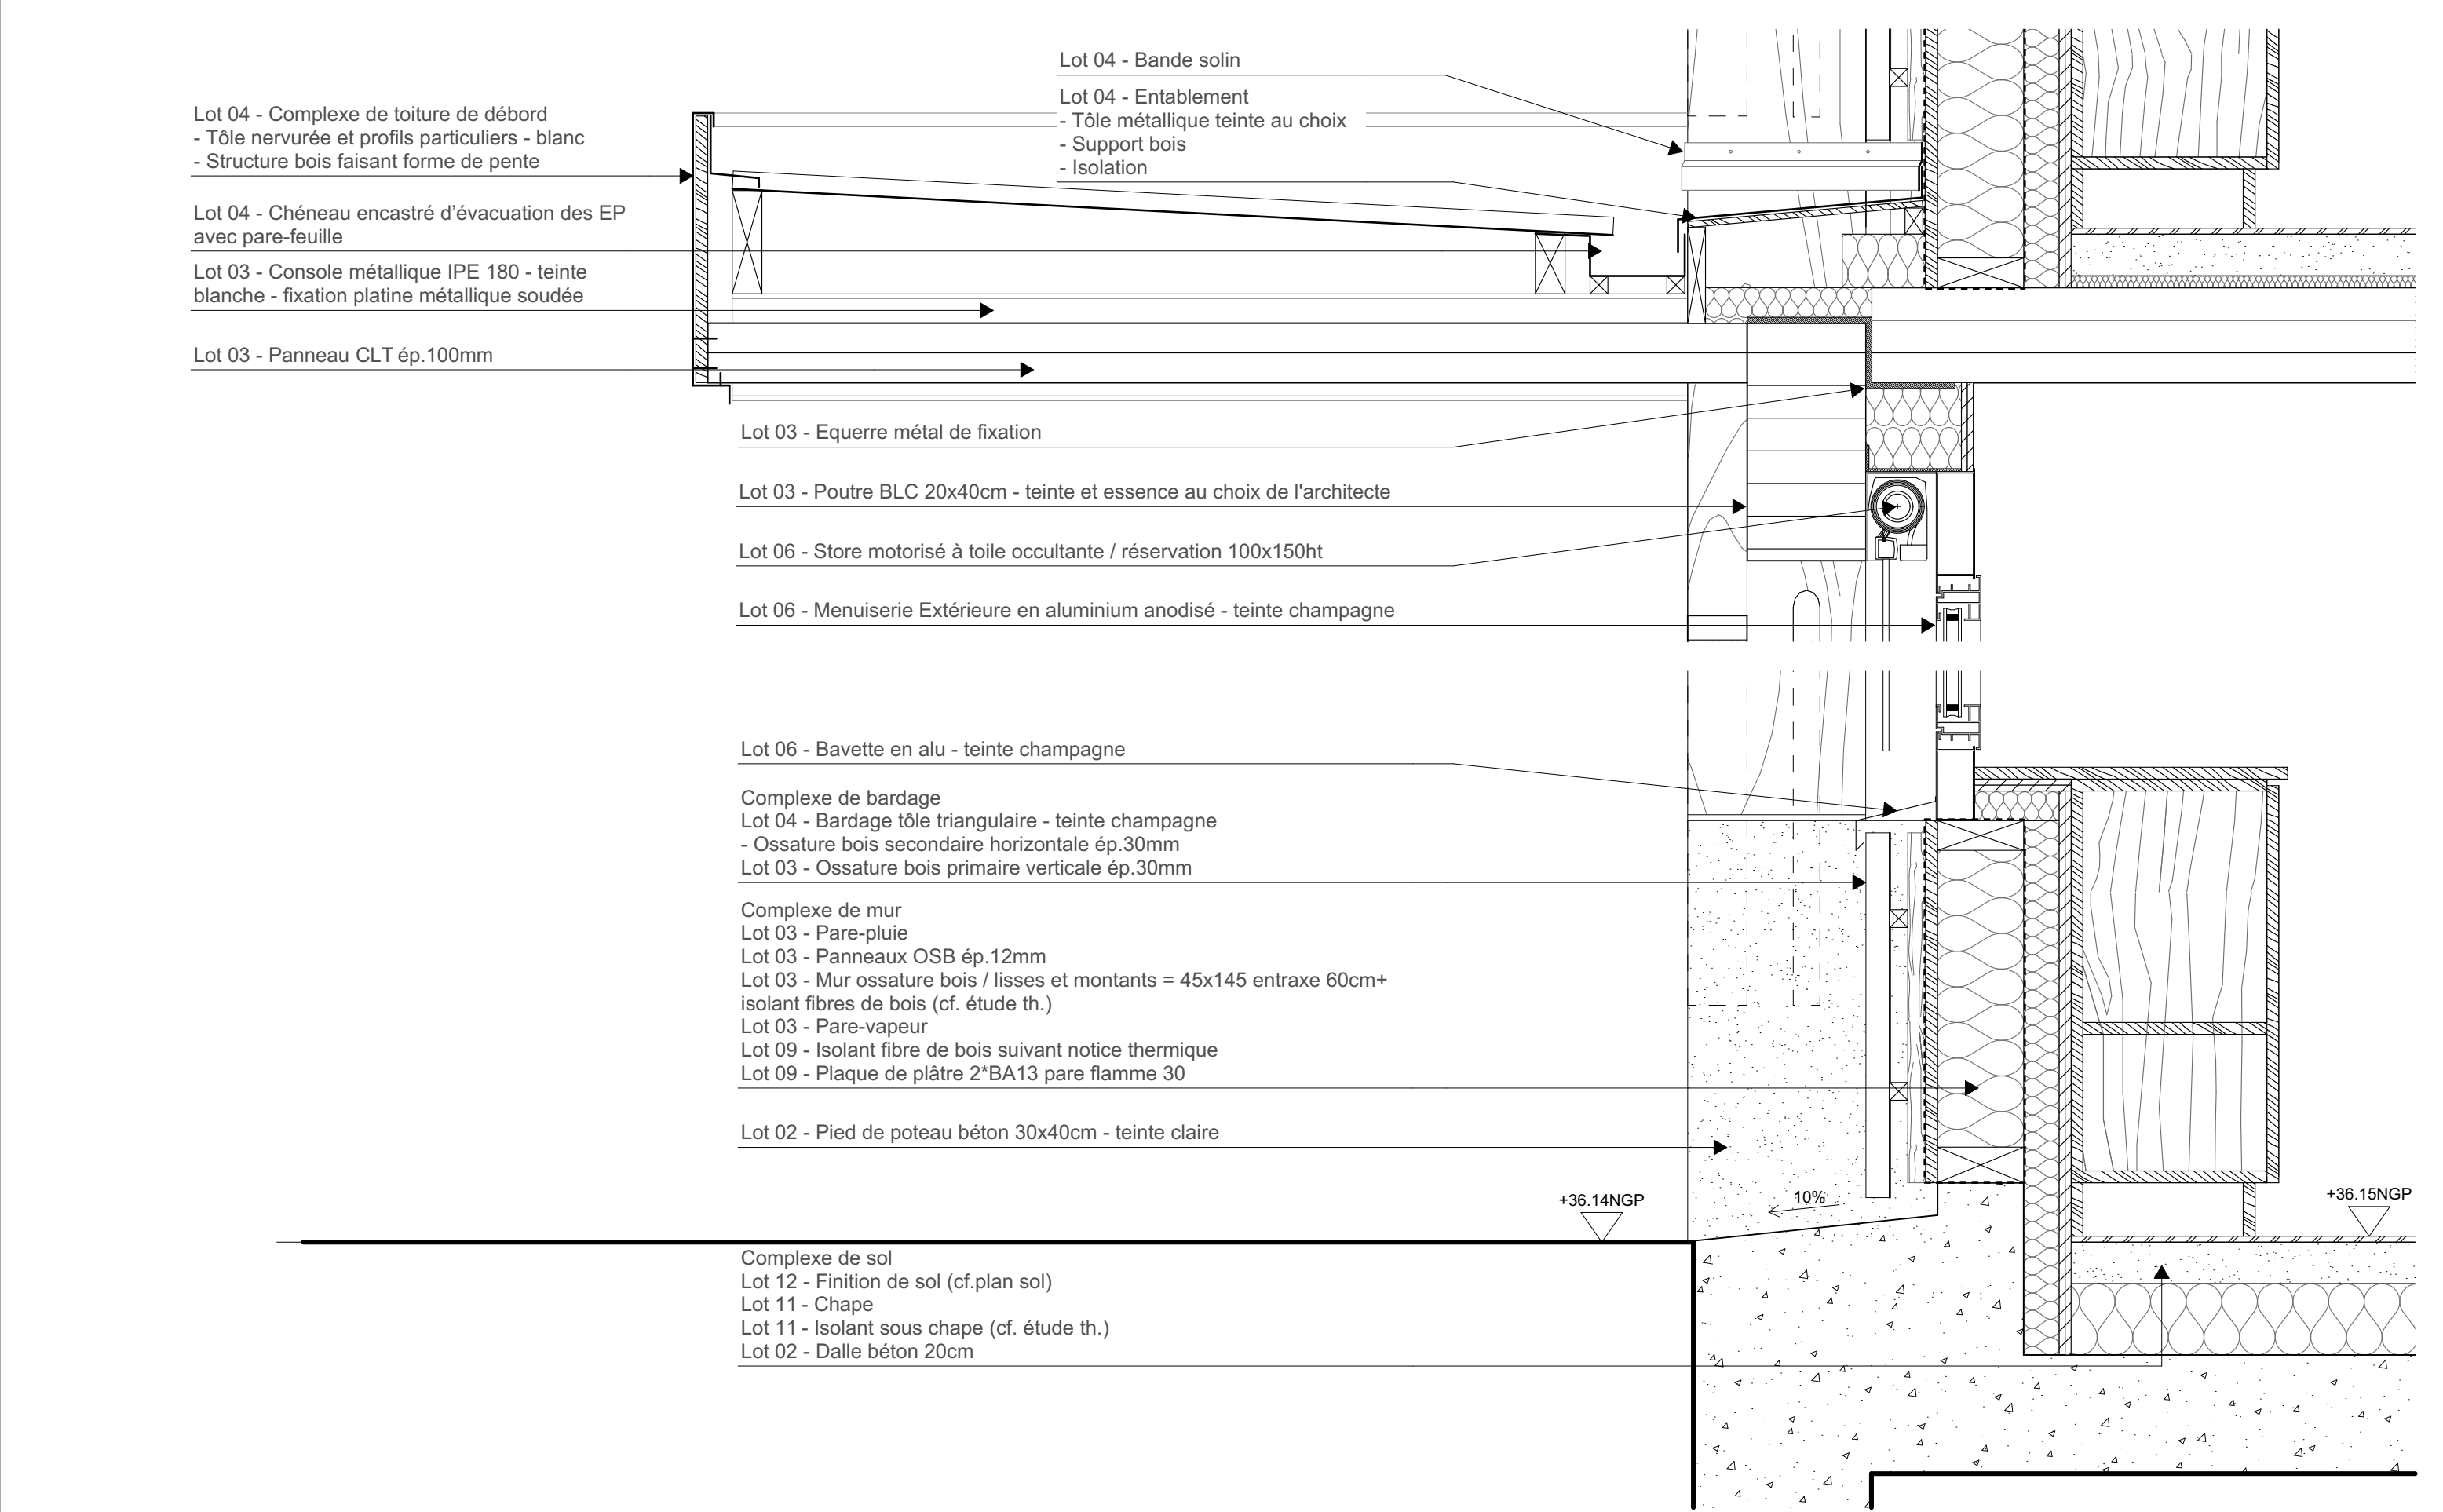 Lot 04 - Bande solin
Lot 04 - Entablement
- Tôle métallique teinte au choix
- Support bois
- Isolation
Lot 04 - Complexe de toiture de débord
- Tôle nervurée et profils particuliers - blanc
- Structure bois faisant forme de pente
Lot 04 - Chéneau encastré d’évacuation des EP
avec pare-feuille
Lot 03 - Console métallique IPE 180 - teinte
blanche - fixation platine métallique soudée
Lot 03 - Panneau CLT ép.100mm
Lot 03 - Equerre métal de fixation
Lot 03 - Poutre BLC 20x40cm - teinte et essence au choix de l'architecte
Lot 06 - Store motorisé à toile occultante / réservation 100x150ht
Lot 06 - Menuiserie Extérieure en aluminium anodisé - teinte champagne
Lot 06 - Bavette en alu - teinte champagne
Complexe de bardage
Lot 04 - Bardage tôle triangulaire - teinte champagne
- Ossature bois secondaire horizontale ép.30mm
Lot 03 - Ossature bois primaire verticale ép.30mm
Complexe de mur
Lot 03 - Pare-pluie
Lot 03 - Panneaux OSB ép.12mm
Lot 03 - Mur ossature bois / lisses et montants = 45x145 entraxe 60cm+
isolant fibres de bois (cf. étude th.)
Lot 03 - Pare-vapeur
Lot 09 - Isolant fibre de bois suivant notice thermique
Lot 09 - Plaque de plâtre 2*BA13 pare flamme 30
Lot 02 - Pied de poteau béton 30x40cm - teinte claire
+36.14NGP
10%
+36.15NGP
Complexe de sol
Lot 12 - Finition de sol (cf.plan sol)
Lot 11 - Chape
Lot 11 - Isolant sous chape (cf. étude th.)
Lot 02 - Dalle béton 20cm